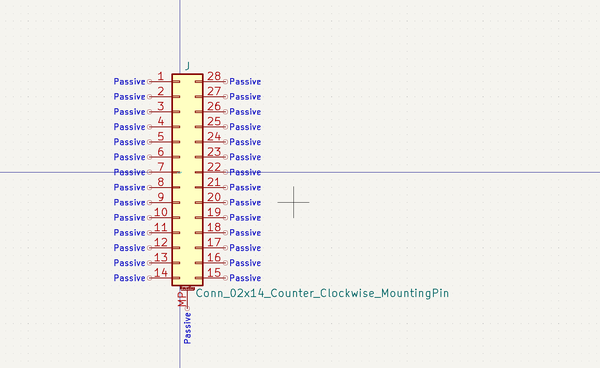 J
Passive 1 28 Passive
Passive 2 27 Passive
Passive 3 26 Passive
Passive 4 25 Passive
Passive 5 24 Passive
Passive 6 23 Passive
Passive 7 22 Passive
Passive 8 21 Passive
Passive 9 20 Passive
Passive 10 19 Passive
Passive 11 18 Passive
Passive 12 17 Passive
Passive 13 16 Passive
Passive 14 15 Passive
MP Conn_02x14_Counter_Clockwise_MountingPin
Passive